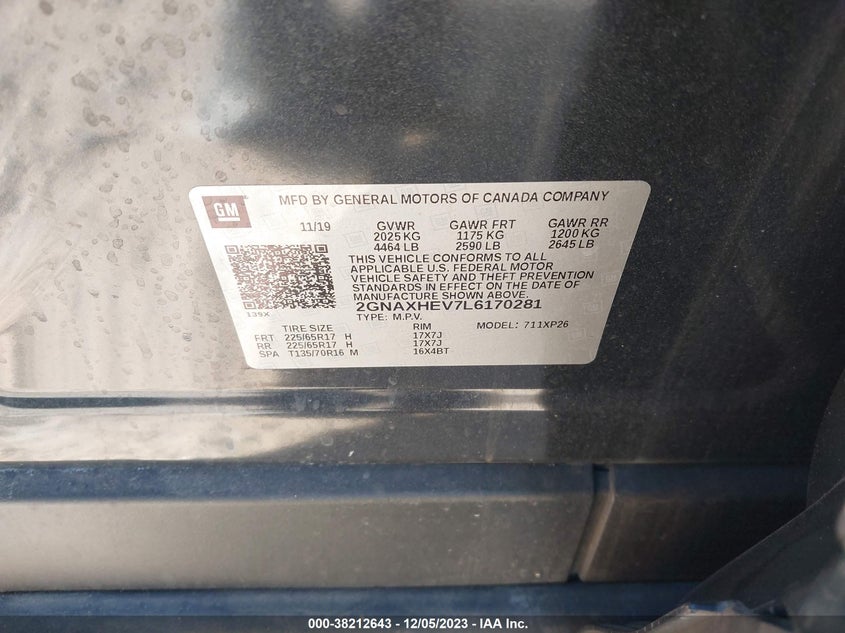 GM
MFD BY GENERAL MOTORS OF CANADA COMPANY
11/19 GVWR GAWR FRT GAWR RR
2025 KG 1175 KG 1200 KG
4464 LB 2590 LB 2645 LB
THIS VEHICLE CONFORMS TO ALL
APPLICABLE U.S. FEDERAL MOTOR
VEHICLE SAFETY AND THEFT PREVENTION
STANDARDS IN EFFECT ON THE DATE OF
MANUFACTURE SHOWN ABOVE.
139X 2GNAXHEV7L6170281
TYPE: M.P.V.
TIRE SIZE RIM MODEL: 711XP26
FRT 225/65R17 H 17X7J
RR 225/65R17 H 17X7J
SPA T135/70R16 M 16X4BT
000-38212643 - 12/05/2023 - IAA Inc.